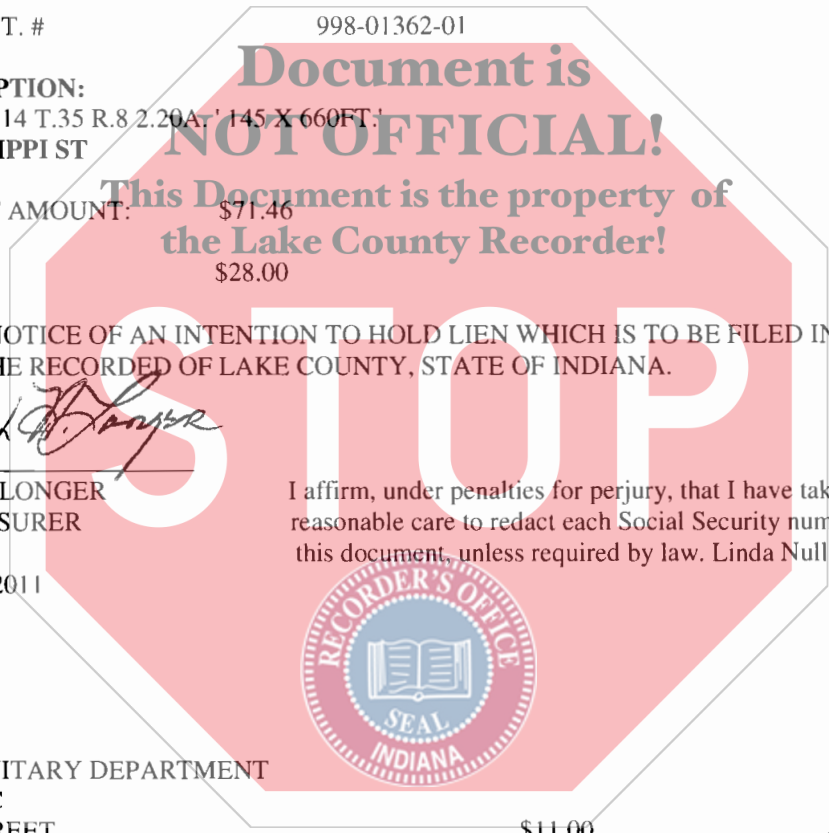 T. # 998-01362-01
Document is
PTION:
14 T.35 R.8 2.20A. ' 145 X 660FT.'
NOT OFFICIAL!
IPPI ST
This Document is the property of
AMOUNT: $71.46
the Lake County Recorder!
$28.00
NOTICE OF AN INTENTION TO HOLD LIEN WHICH IS TO BE FILED IN
HE RECORDED OF LAKE COUNTY, STATE OF INDIANA.
STOP
LONGER I affirm, under penalties for perjury, that I have tak
SURER reasonable care to redact each Social Security num
this document, unless required by law. Linda Null
2011
RECORDER'S OFFICE
SEAL
INDIANA
ITARY DEPARTMENT
REET $11.00